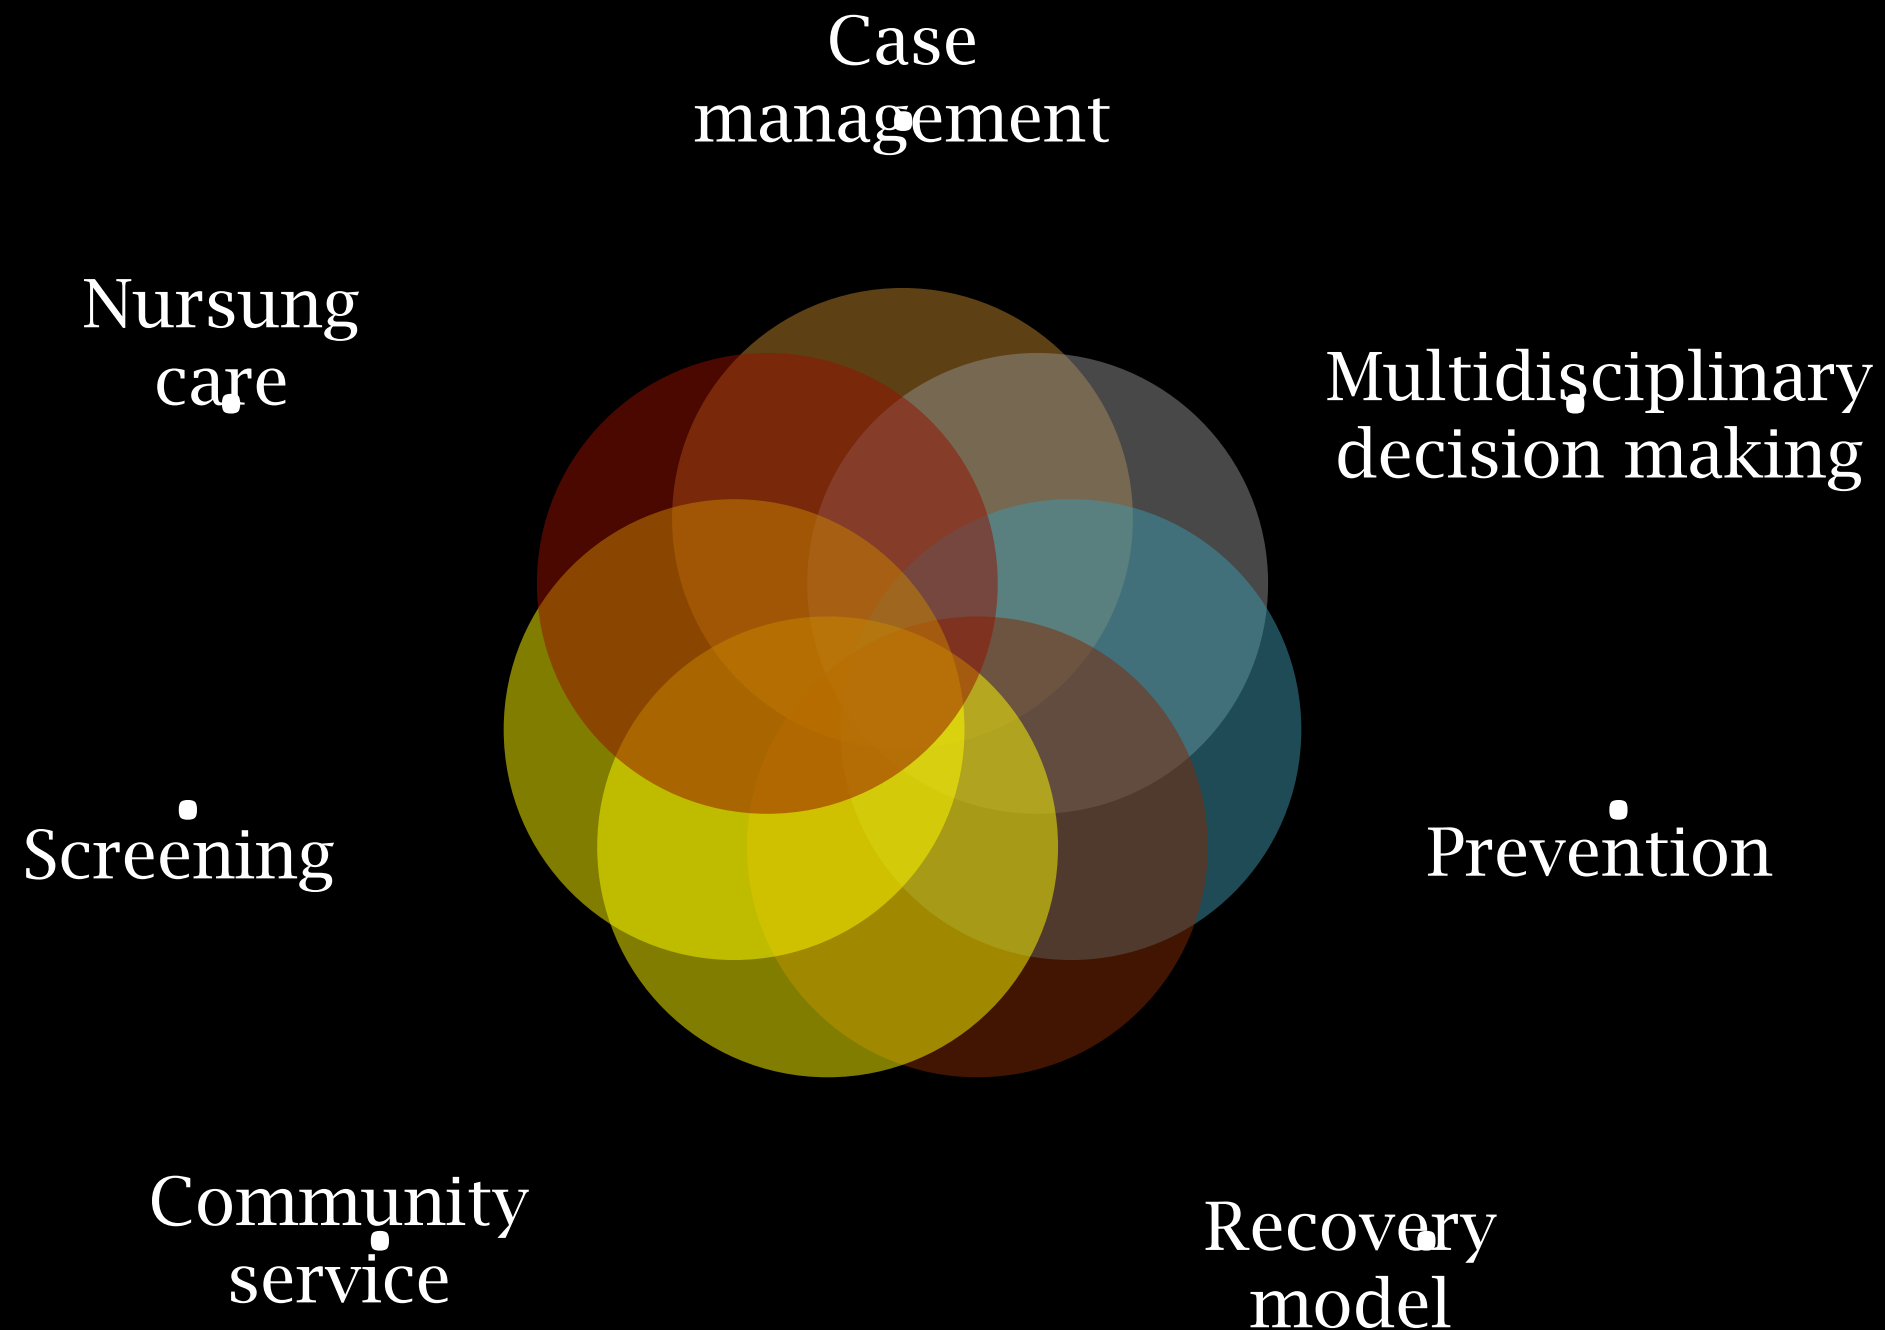 Case
management
Nursung
care
Multidisciplinary
decision making
Screening
Prevention
Community
service
Recovery
model